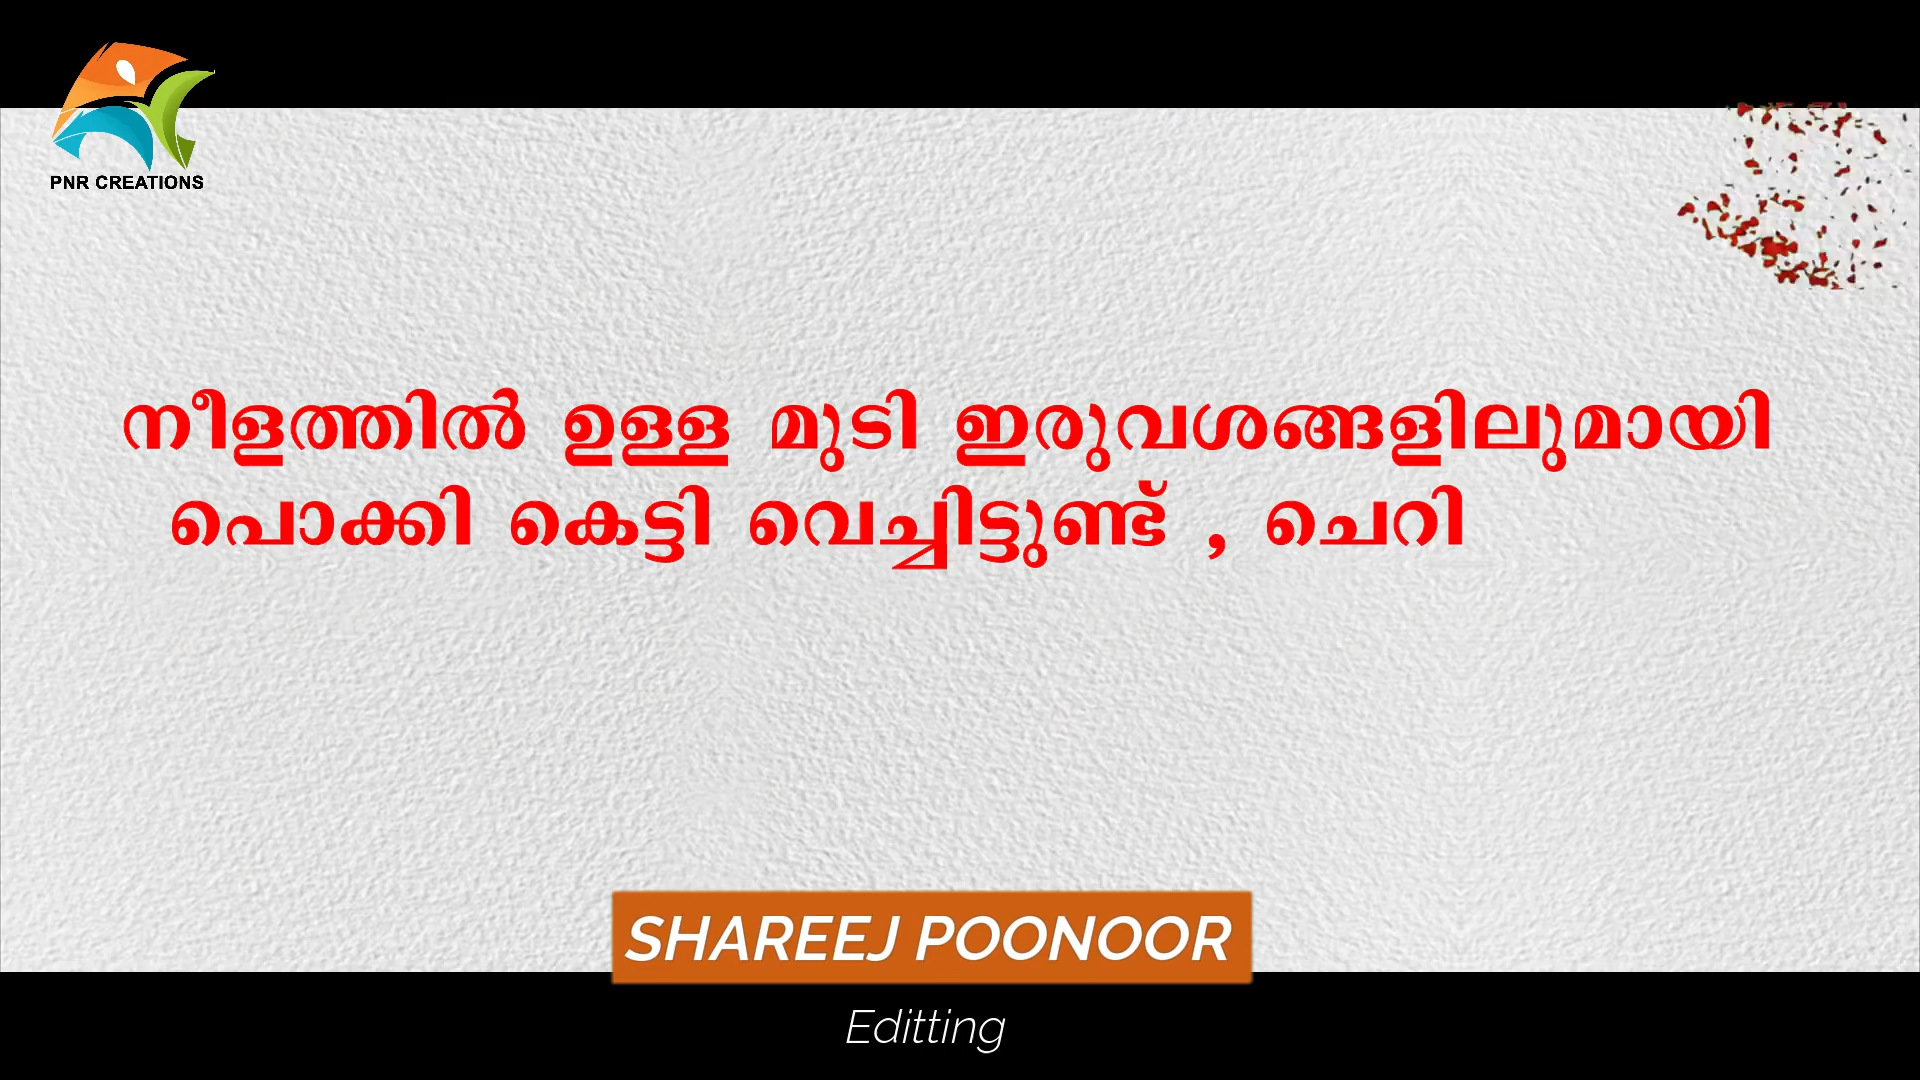 PNR CREATIONS
നീളത്തിൽ ഉള്ള മുടി ഇരുവശങ്ങളിലുമായി
പൊക്കി കെട്ടി വെച്ചിട്ടുണ്ട് , ചെറി
SHAREEJ POONOOR
Editting